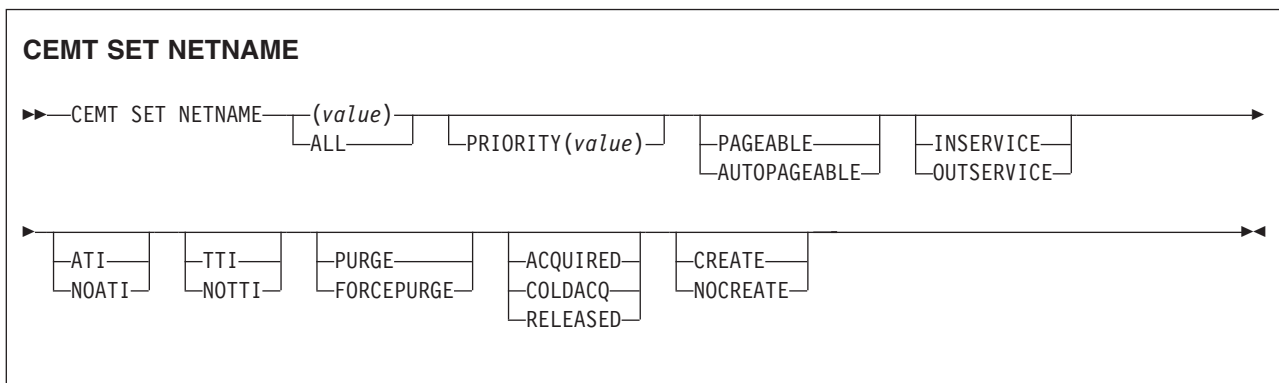 CEMT SET NETNAME
CEMT SET NETNAME (value) PRIORITY(value) PAGEABLE INSERVICE
ALL AUTOPAGEABLE OUTSERVICE
ATI TTI PURGE ACQUIRED CREATE
NOATI NOTTI FORCEPURGE COLDACQ NOCREATE
RELEASED